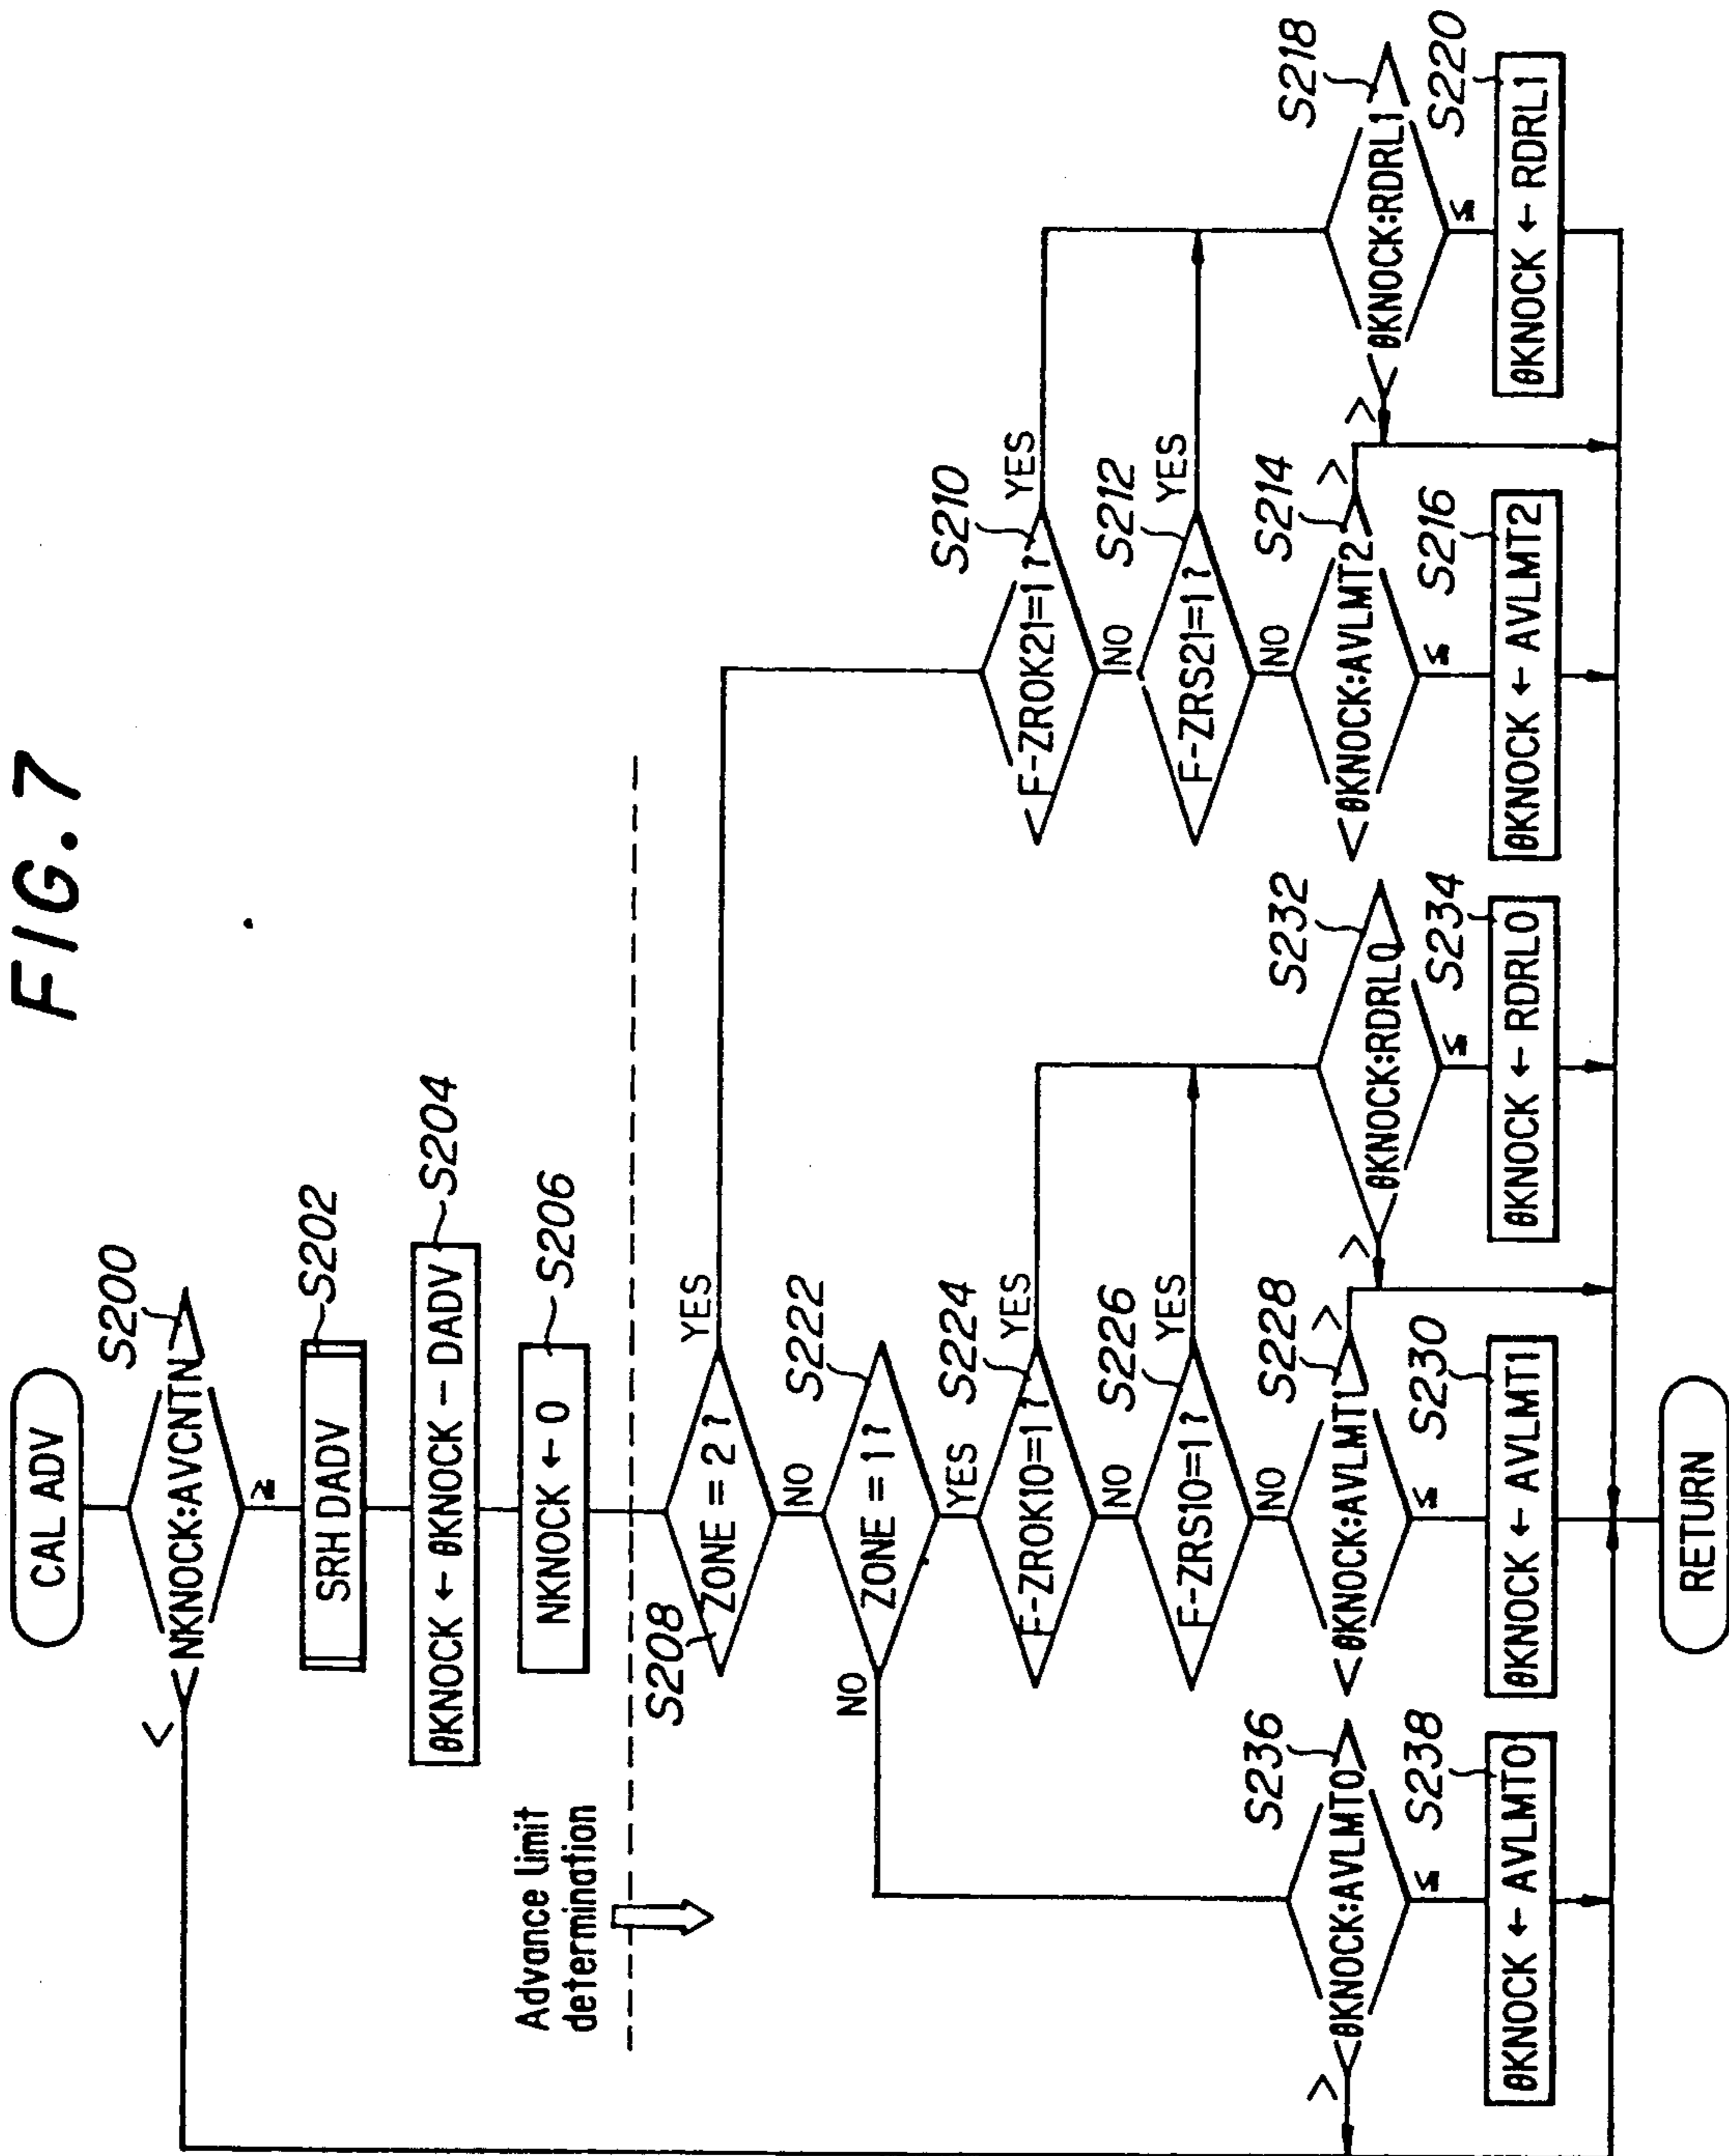 FIG.7
CAL ADV
S200
NKNOCK:AVCNTN
<
≥
SRH DADV
S202
θKNOCK ← θKNOCK - DADV
S204
NKNOCK ← 0
S206
Advance limit
determination
S208
ZONE = 2 ?
YES
NO
S222
ZONE = 1 ?
NO
YES
S224
F-ZROK10=1 ?
YES
NO
S226
F-ZRS10=1 ?
YES
NO
S228
θKNOCK:AVLMT1
>
≤
S230
θKNOCK ← AVLMT1
S232
θKNOCK:RDRL0
>
≤
S234
θKNOCK ← RDRL0
S236
θKNOCK:AVLMT0
>
≤
S238
θKNOCK ← AVLMT0
S210
F-ZROK21=1 ?
YES
NO
S212
F-ZRS21=1 ?
YES
NO
S214
θKNOCK:AVLMT2
>
≤
S216
θKNOCK ← AVLMT2
S218
θKNOCK:RDRL1
>
≤
S220
θKNOCK ← RDRL1
RETURN